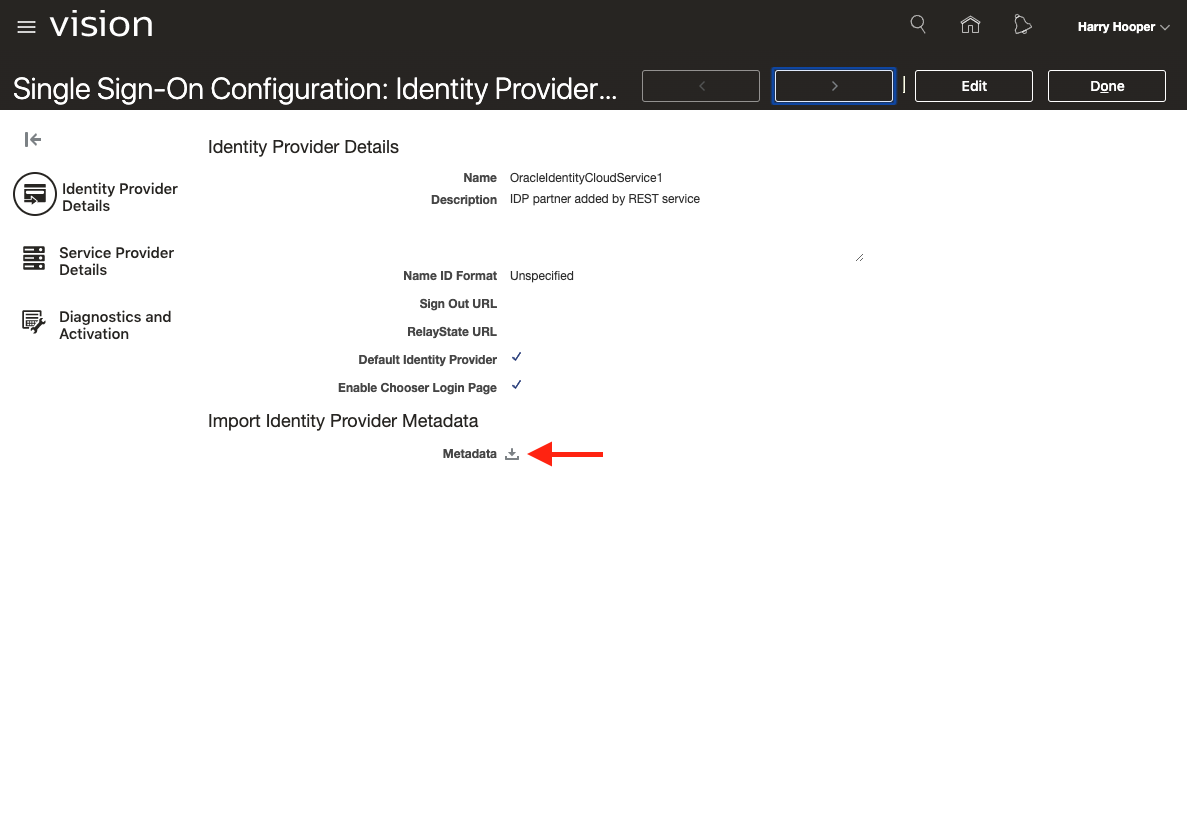 vision
Harry Hooper
Single Sign-On Configuration: Identity Provider...
Edit
Done
Identity Provider
Details
Service Provider
Details
Diagnostics and
Activation
Identity Provider Details
Name OracleIdentityCloudService1
Description IDP partner added by REST service
Name ID Format Unspecified
Sign Out URL
RelayState URL
Default Identity Provider
Enable Chooser Login Page
Import Identity Provider Metadata
Metadata